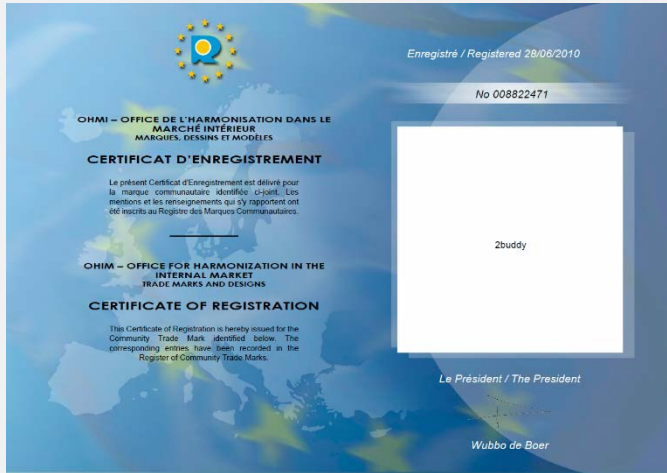 OHMI – OFFICE DE L'HARMONISATION DANS LE
MARCHÉ INTÉRIEUR
MARQUES, DESSINS ET MODÈLES
CERTIFICAT D'ENREGISTREMENT
Le présent Certificat d'Enregistrement est délivré pour
la marque communautaire identifiée ci-joint. Les
mentions et les renseignements qui s'y rapportent ont
été inscrits au Registre des Marques Communautaires.
OHIM – OFFICE FOR HARMONIZATION IN THE
INTERNAL MARKET
TRADE MARKS AND DESIGNS
CERTIFICATE OF REGISTRATION
This Certificate of Registration is hereby issued for the
Community Trade Mark identified below. The
corresponding entries have been recorded in the
Register of Community Trade Marks.
Enregistré / Registered 28/06/2010
No 008822471
2buddy
Le Président / The President
Wubbo de Boer